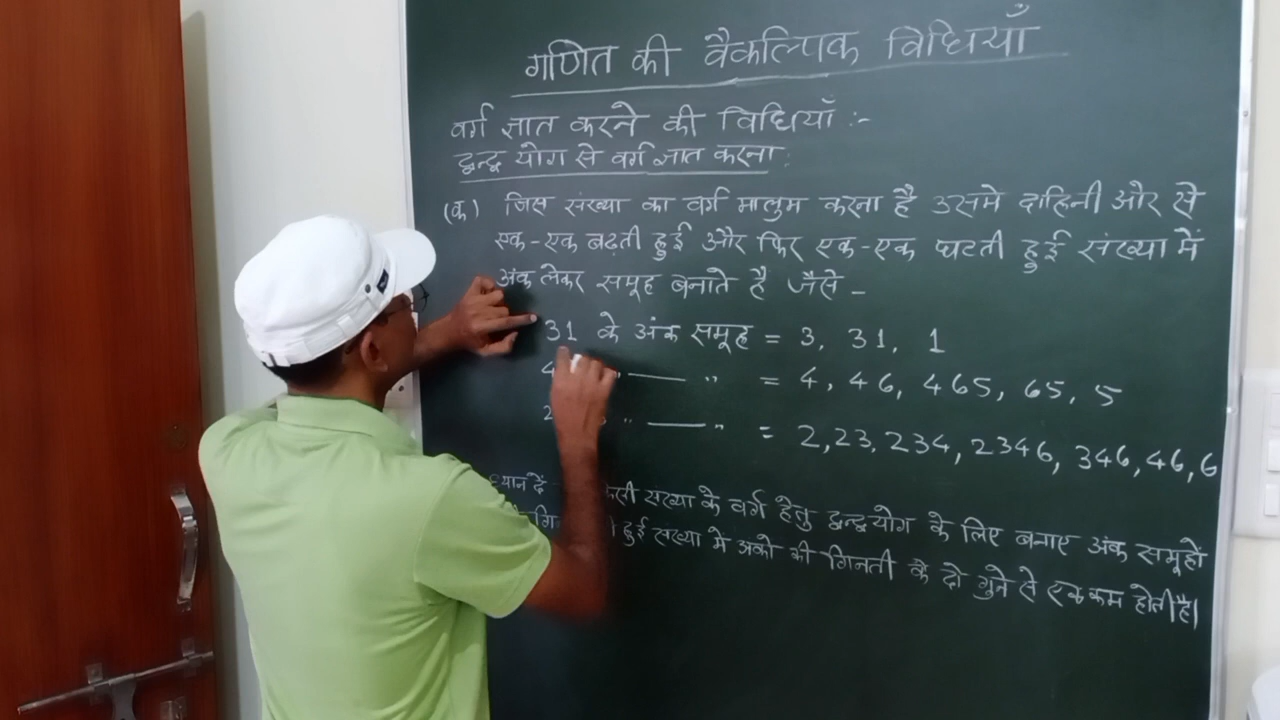 गणित की वैकल्पिक विधियाँ
वर्ग ज्ञात करने की विधियाँ :-
द्वन्द्व योग से वर्ग ज्ञात करना:
(क) जिस संख्या का वर्ग मालुम करना है उसमे दाहिनी ओर से
एक-एक बढ़ती हुई और फिर एक-एक घटती हुई संख्या में
अंक लेकर समूह बनाते है जैसे -
31 के अंक समूह = 3, 31, 1
4 " —— " = 4, 46, 465, 65, 5
2 " —— " = 2,23,234,2346,346,46,6
ध्यान दें संख्या के वर्ग हेतु द्वन्द्वयोग के लिए बनाए अंक समूहो
हुई संख्या मे अंको की गिनती के दो गुने से एक कम होती है।